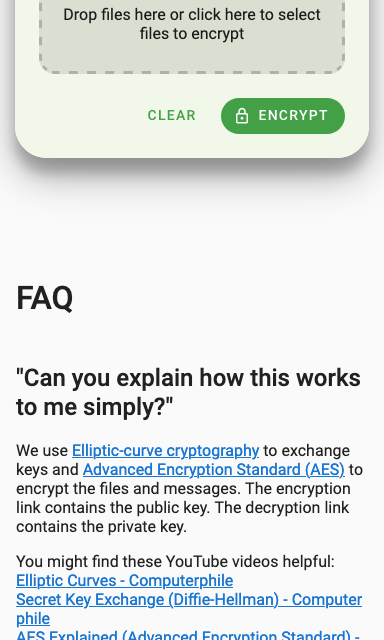 Drop files here or click here to select
files to encrypt
CLEAR
ENCRYPT
FAQ
"Can you explain how this works
to me simply?"
We use Elliptic-curve cryptography to exchange
keys and Advanced Encryption Standard (AES) to
encrypt the files and messages. The encryption
link contains the public key. The decryption link
contains the private key.
You might find these YouTube videos helpful:
Elliptic Curves - Computerphile
Secret Key Exchange (Diffie-Hellman) - Computer
phile
AES Explained (Advanced Encryption Standard) -